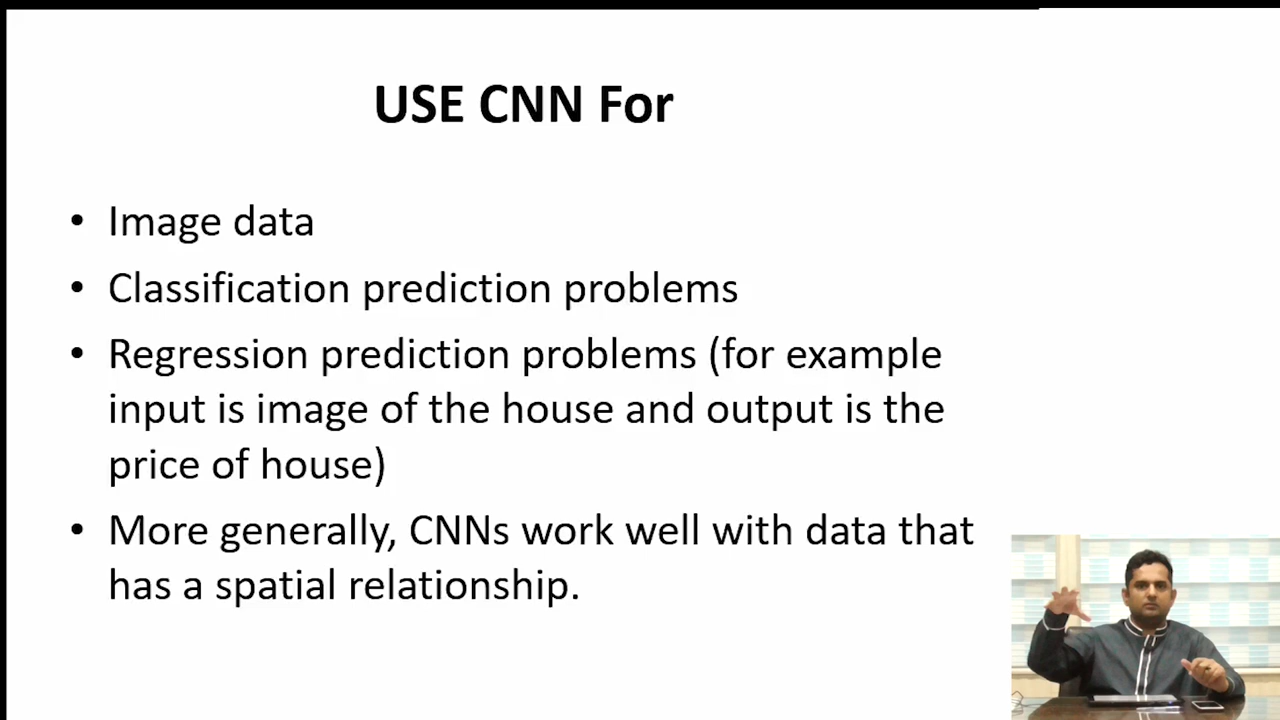 USE CNN For
• Image data
• Classification prediction problems
• Regression prediction problems (for example
input is image of the house and output is the
price of house)
• More generally, CNNs work well with data that
has a spatial relationship.